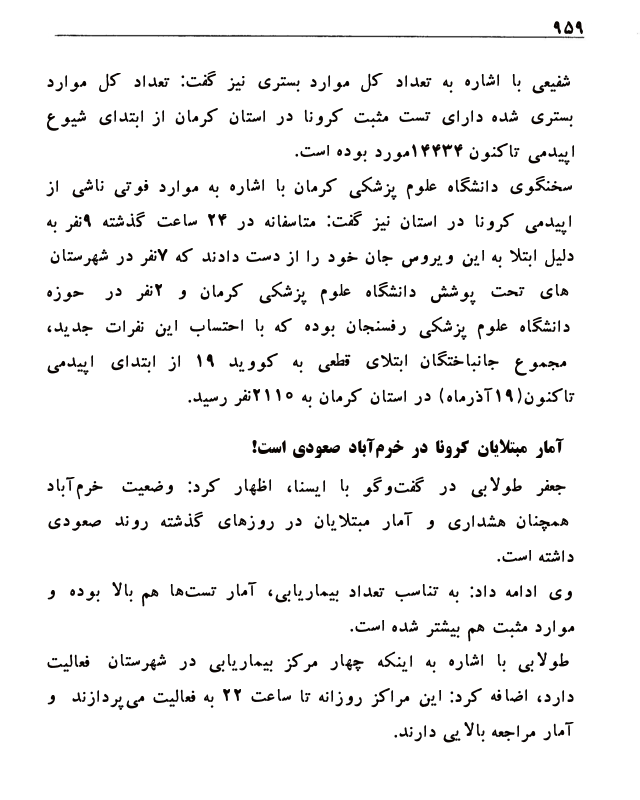 ۹۵۹
شفیعی با اشاره به تعداد کل موارد بستری نیز گفت: تعداد کل موارد
بستری شده دارای تست مثبت کرونا در استان کرمان از ابتدای شیوع
اپیدمی تاکنون ۱۴۴۳۴مورد بوده است.
سخنگوی دانشگاه علوم پزشکی کرمان با اشاره به موارد فوتی ناشی از
اپیدمی کرونا در استان نیز گفت: متاسفانه در ۲۴ ساعت گذشته ۹نفر به
دلیل ابتلا به این ویروس جان خود را از دست دادند که ۷نفر در شهرستان
های تحت پوشش دانشگاه علوم پزشکی کرمان و ۲نفر در حوزه
دانشگاه علوم پزشکی رفسنجان بوده که با احتساب این نفرات جدید،
مجموع جانباختگان ابتلای قطعی به کووید ۱۹ از ابتدای اپیدمی
تاکنون(۱۹آذرماه) در استان کرمان به ۲۱۱۰نفر رسید.
آمار مبتلایان کرونا در خرم‌آباد صعودی است!
جعفر طولابی در گفت‌وگو با ایسنا، اظهار کرد: وضعیت خرم‌آباد
همچنان هشداری و آمار مبتلایان در روزهای گذشته روند صعودی
داشته است.
وی ادامه داد: به تناسب تعداد بیماریابی، آمار تست‌ها هم بالا بوده و
موارد مثبت هم بیشتر شده است.
طولابی با اشاره به اینکه چهار مرکز بیماریابی در شهرستان فعالیت
دارد، اضافه کرد: این مراکز روزانه تا ساعت ۲۲ به فعالیت می‌پردازند و
آمار مراجعه بالایی دارند.